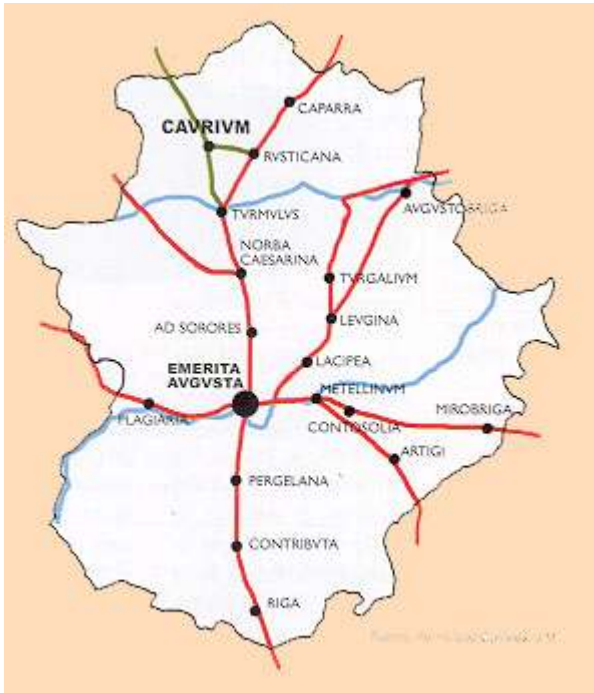 CAPARRA
CAVRIVM
RVSTICANA
TVRMVLVS
AVGVSTOBRIGA
NORBA
CAESARINA
TVRGALIVM
AD SORORES
LEVGINA
LACIPEA
EMERITA
AVGVSTA
METELLINVM
PLAGIARIA
CONTOSOLIA
MIROBRIGA
ARTIGI
PERGELANA
CONTRIBVTA
RIGA